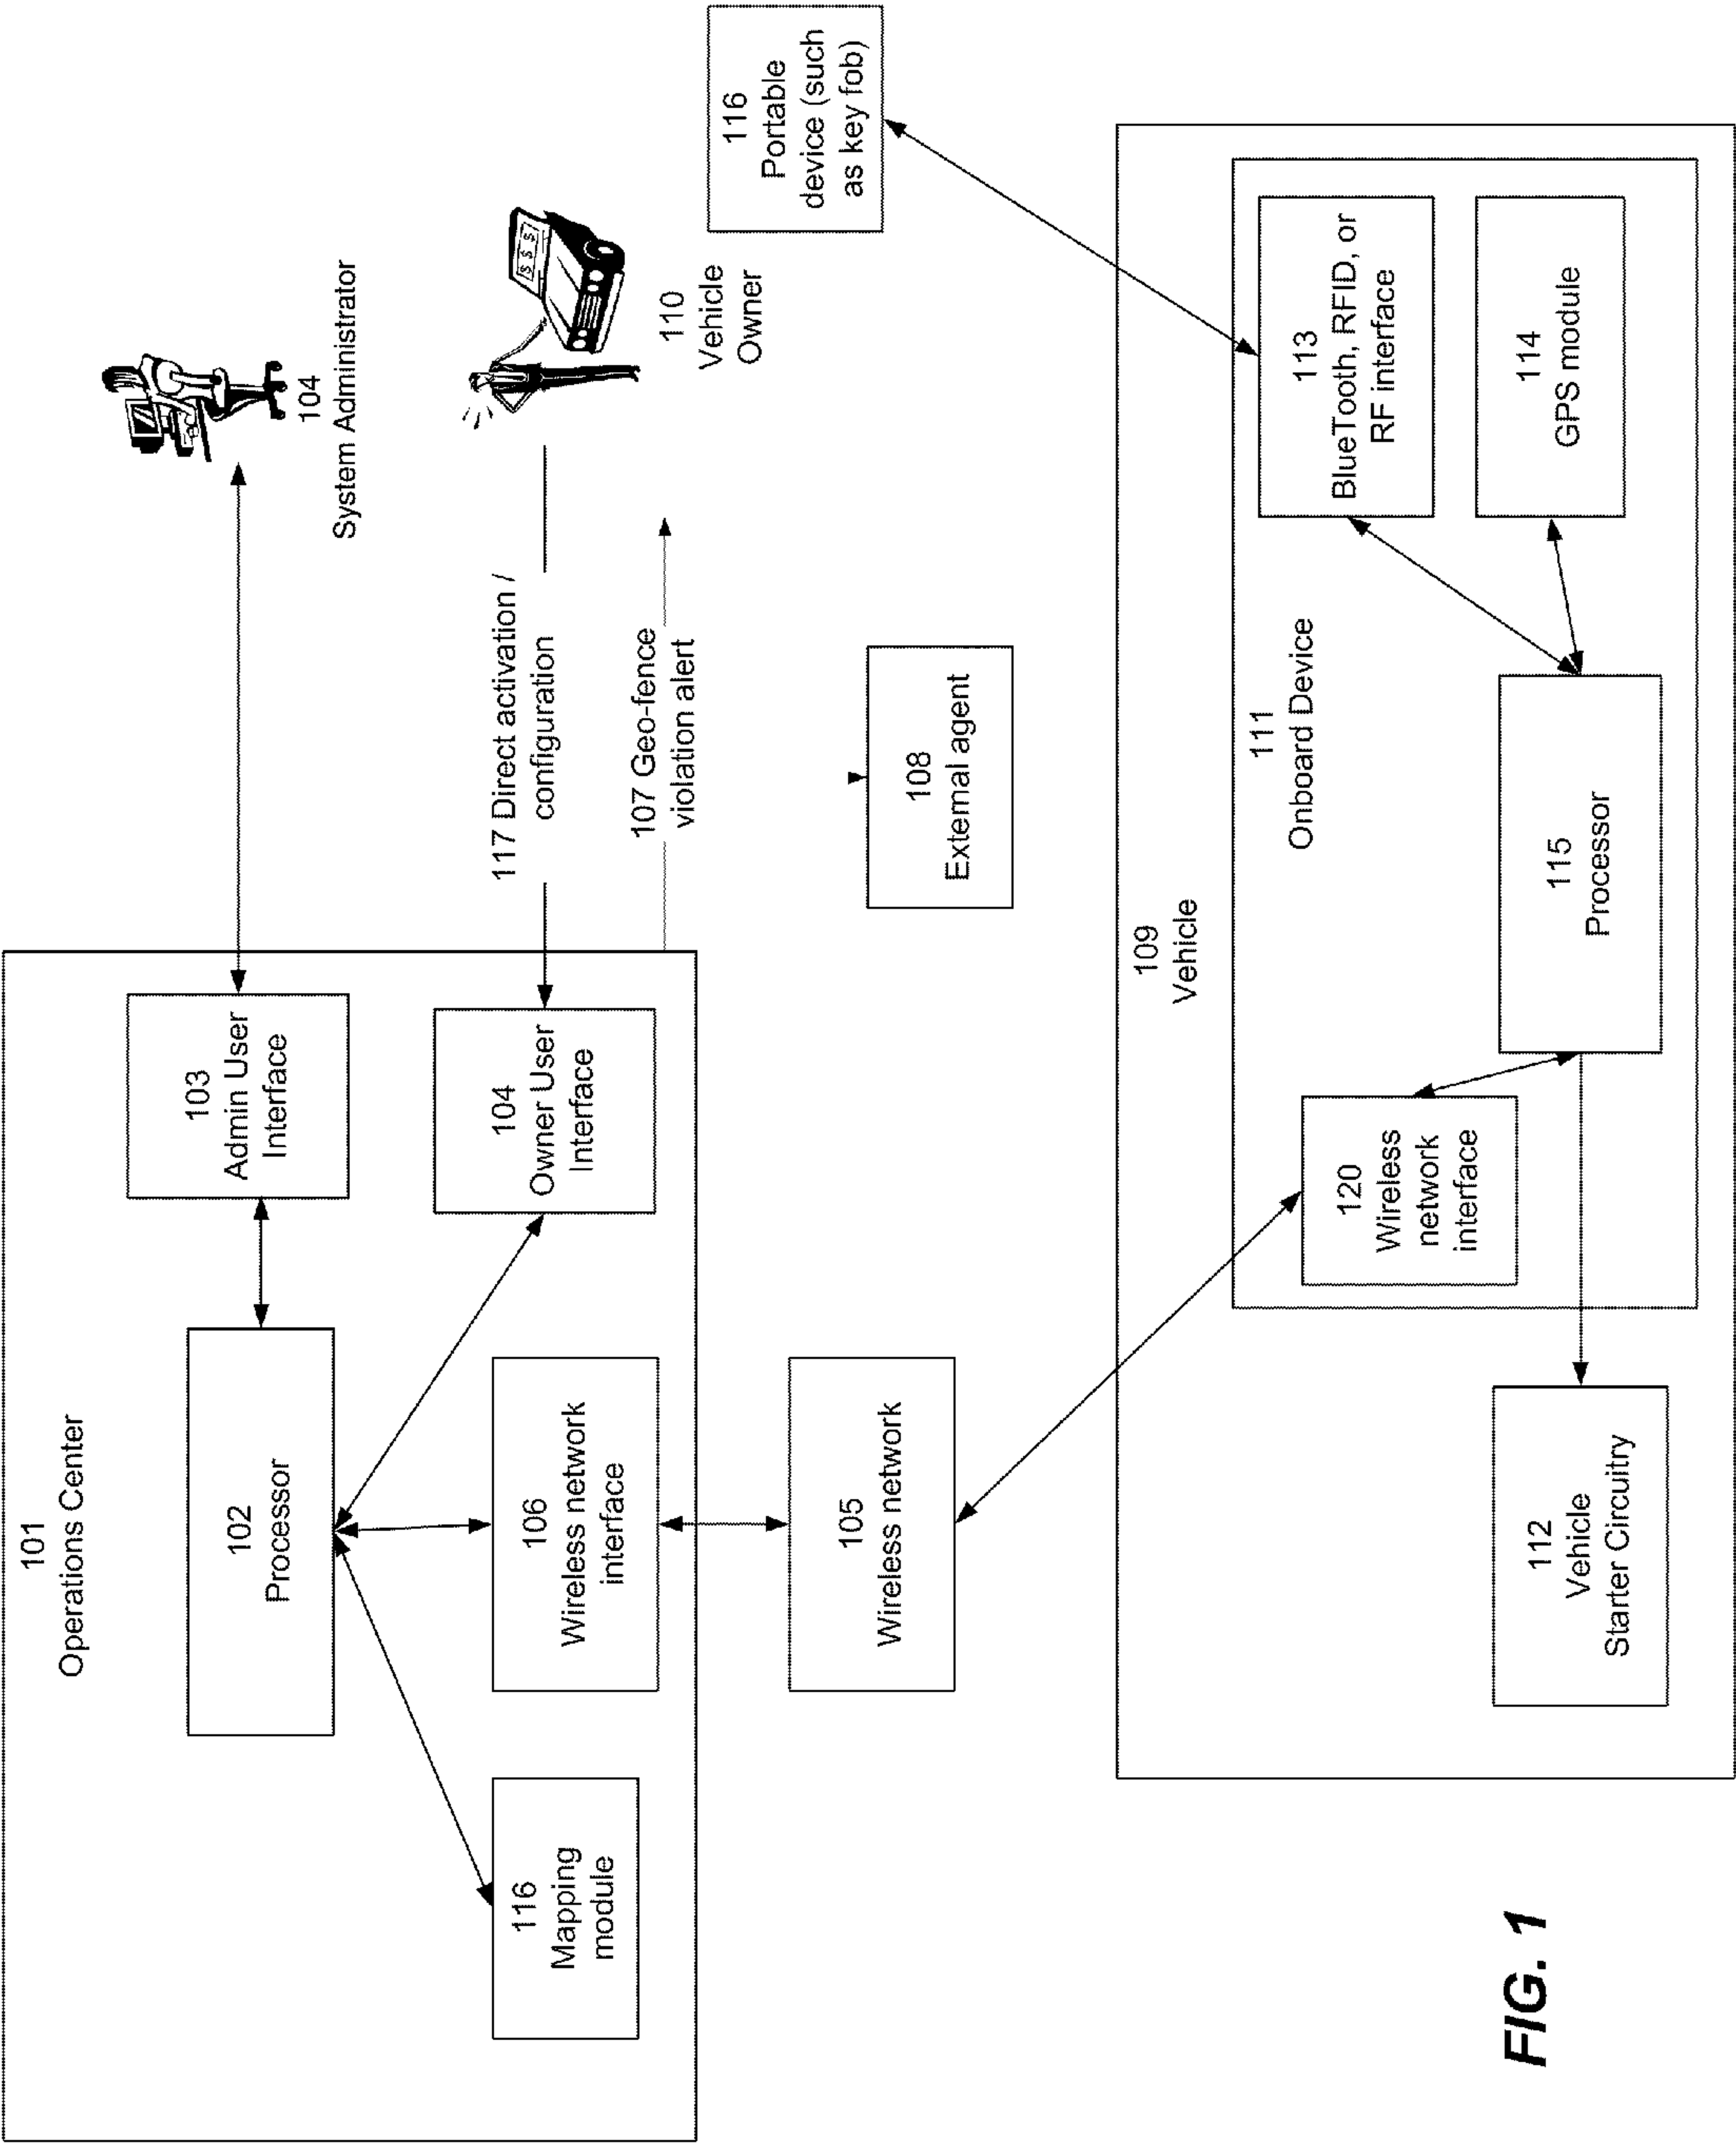 101
Operations Center
102
Processor
103
Admin User
Interface
104
System Administrator
116
Mapping
module
106
Wireless network
interface
104
Owner User
Interface
117 Direct activation /
configuration
107 Geo-fence
violation alert
$ $ $
110
Vehicle
Owner
105
Wireless network
108
External agent
116
Portable
device (such
as key fob)
109
Vehicle
111
Onboard Device
112
Vehicle
Starter Circuitry
120
Wireless
network
interface
115
Processor
113
BlueTooth, RFID, or
RF interface
114
GPS module
FIG. 1